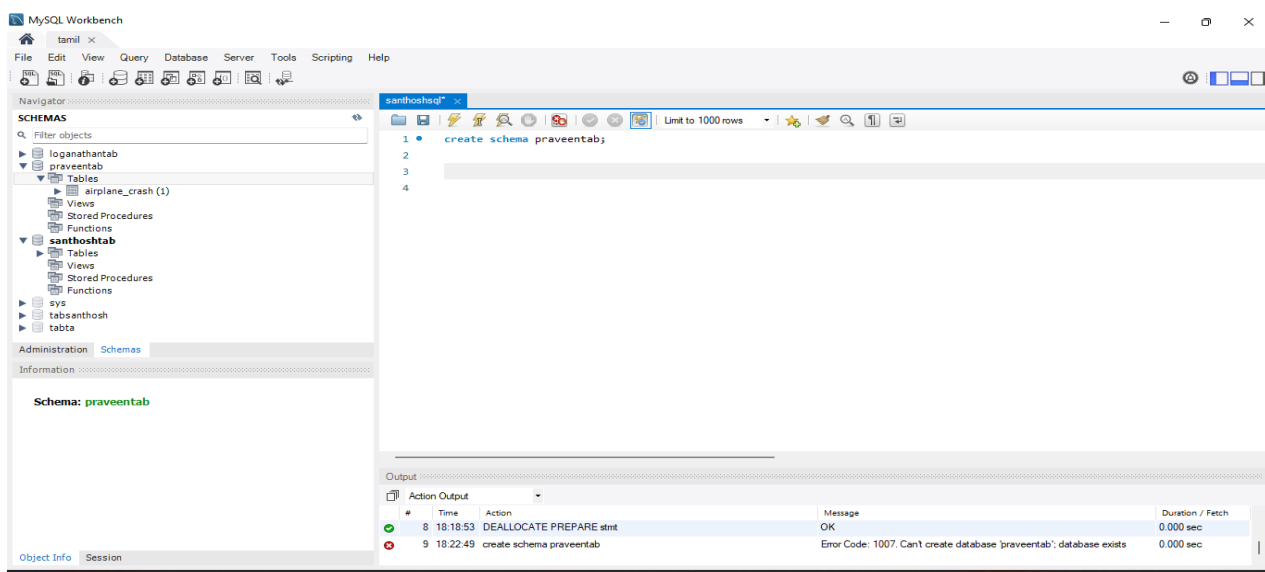 MySQL Workbench
tamil ×
File Edit View Query Database Server Tools Scripting Help
Navigator
SCHEMAS
Filter objects
loganathantab
praveentab
Tables
airplane_crash (1)
Views
Stored Procedures
Functions
santhoshtab
Tables
Views
Stored Procedures
Functions
sys
tabsanthosh
tabta
Administration Schemas
Information
Schema: praveentab
Object Info Session
santhoshsql* ×
Limit to 1000 rows
1 create schema praveentab;
2
3
4
Output
Action Output
# Time Action Message Duration / Fetch
8 18:18:53 DEALLOCATE PREPARE stmt OK 0.000 sec
9 18:22:49 create schema praveentab Error Code: 1007. Can't create database 'praveentab'; database exists 0.000 sec